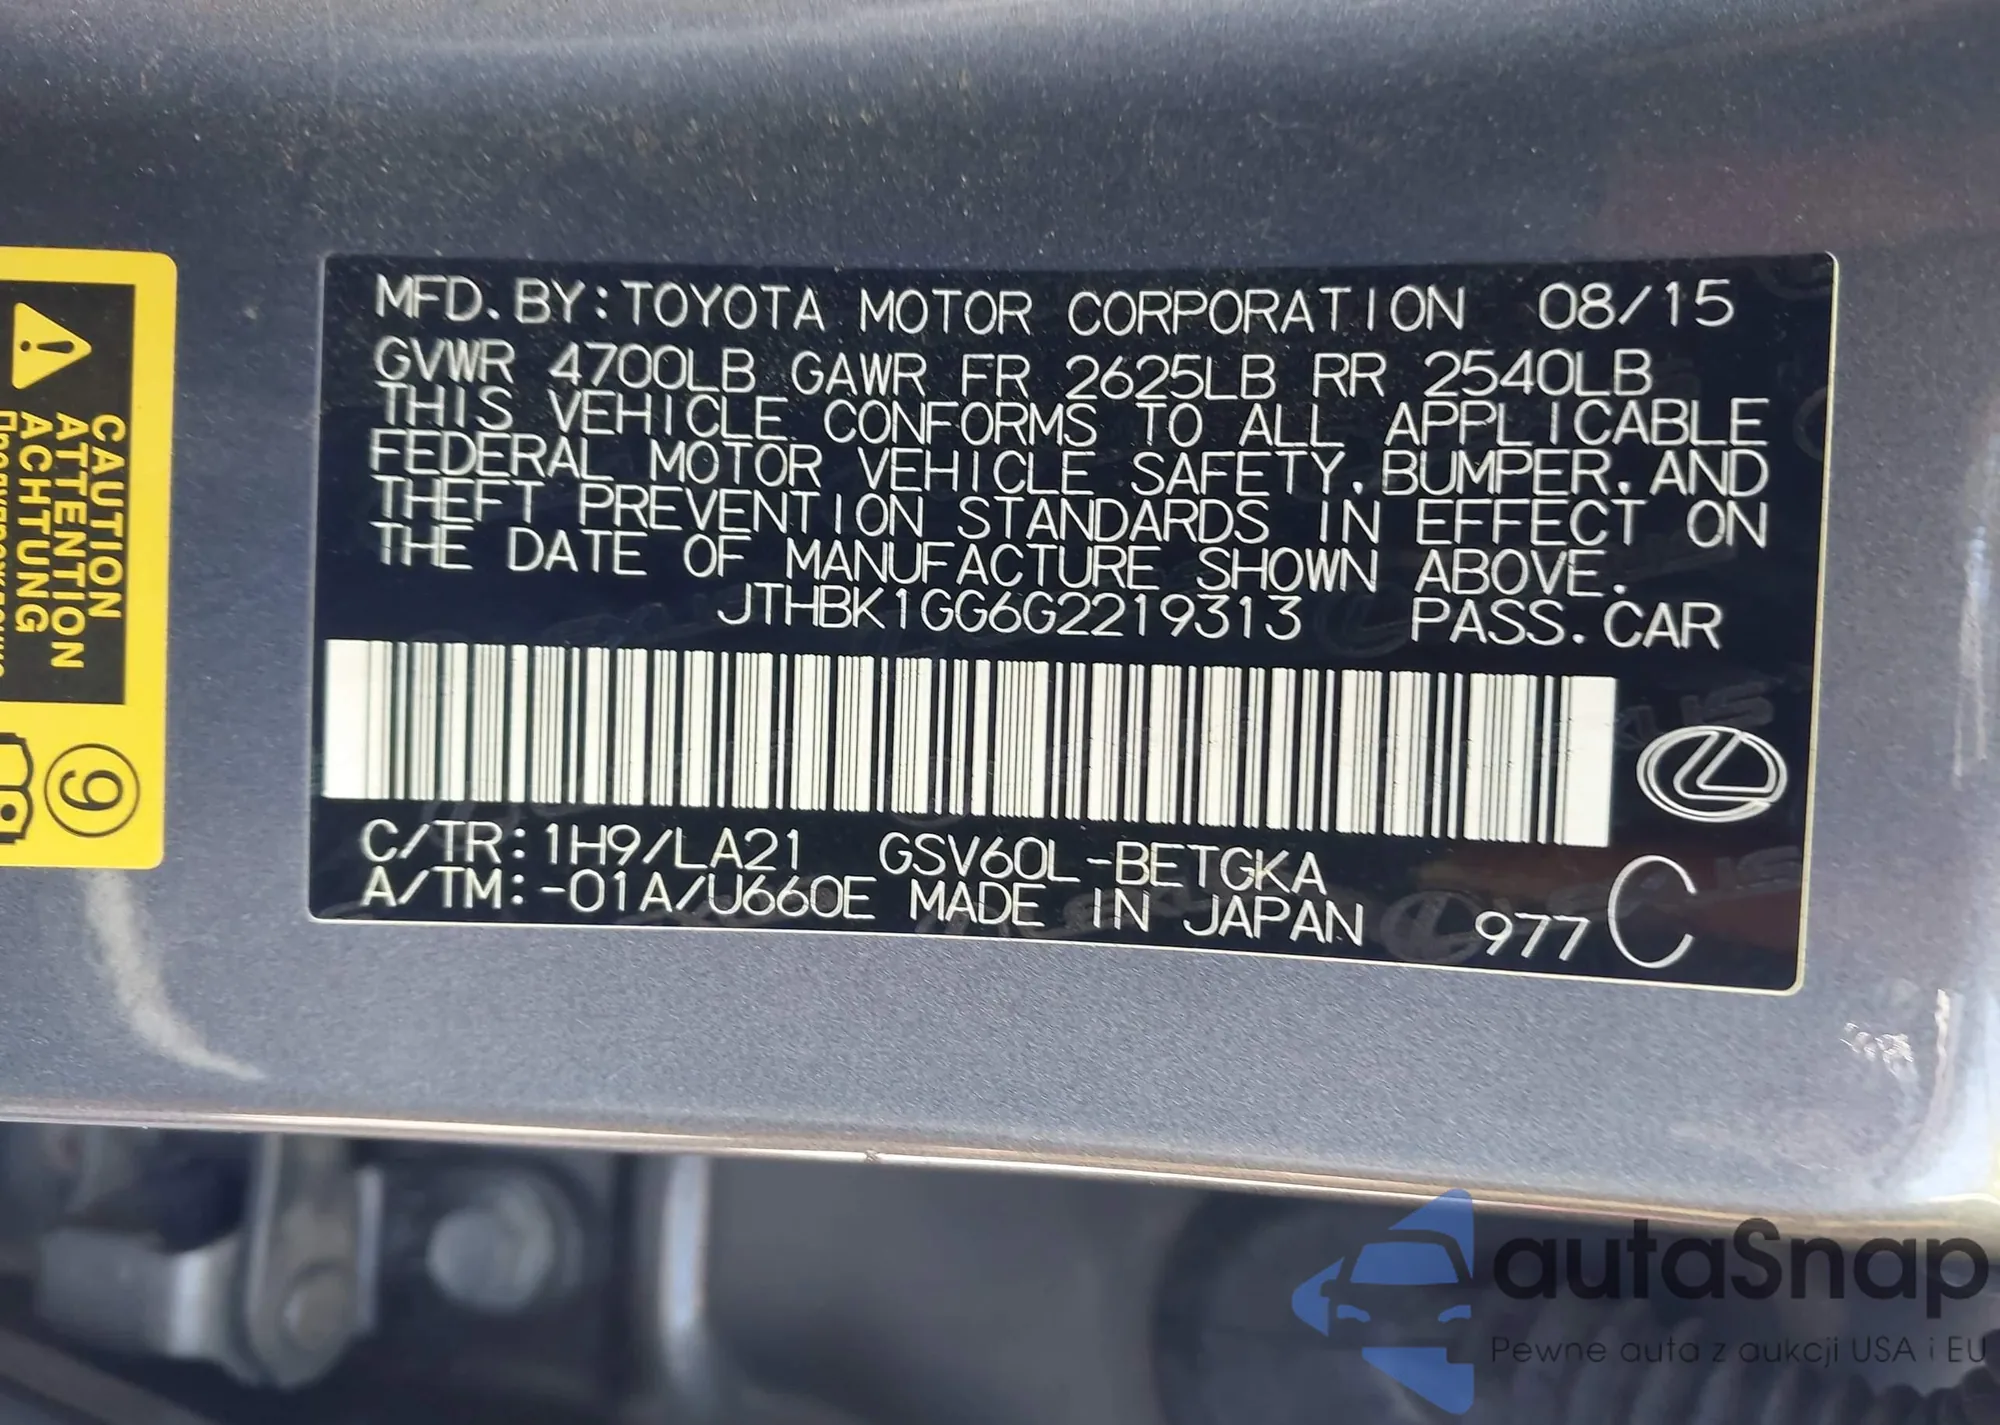 MFD. BY: TOYOTA MOTOR CORPORATION 08/15
GVWR 4700LB GAWR FR 2625LB RR 2540LB
THIS VEHICLE CONFORMS TO ALL APPLICABLE
FEDERAL MOTOR VEHICLE SAFETY, BUMPER, AND
THEFT PREVENTION STANDARDS IN EFFECT ON
THE DATE OF MANUFACTURE SHOWN ABOVE.
JTHBK1GG6G2219313 PASS. CAR
C/TR: 1H9/LA21 GSV60L-BETGKA
A/TM: -01A/U660E MADE IN JAPAN 977 C
CAUTION
ATTENTION
ACHTUNG
9
autoSnap
Pewne auta z aukcji USA i EU